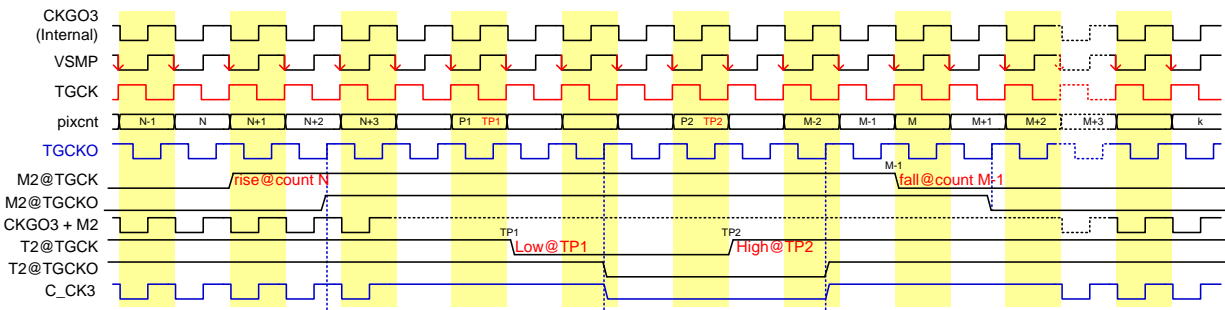 CKGO3
(Internal)
VSMP
TGCK
pixcnt N-1 N N+1 N+2 N+3 P1 TP1 P2 TP2 M-2 M-1 M M+1 M+2 M+3 k
TGCKO
M-1
M2@TGCK rise@count N fall@count M-1
M2@TGCKO
CKGO3 + M2
TP1 TP2
T2@TGCK Low@TP1 High@TP2
T2@TGCKO
C_CK3